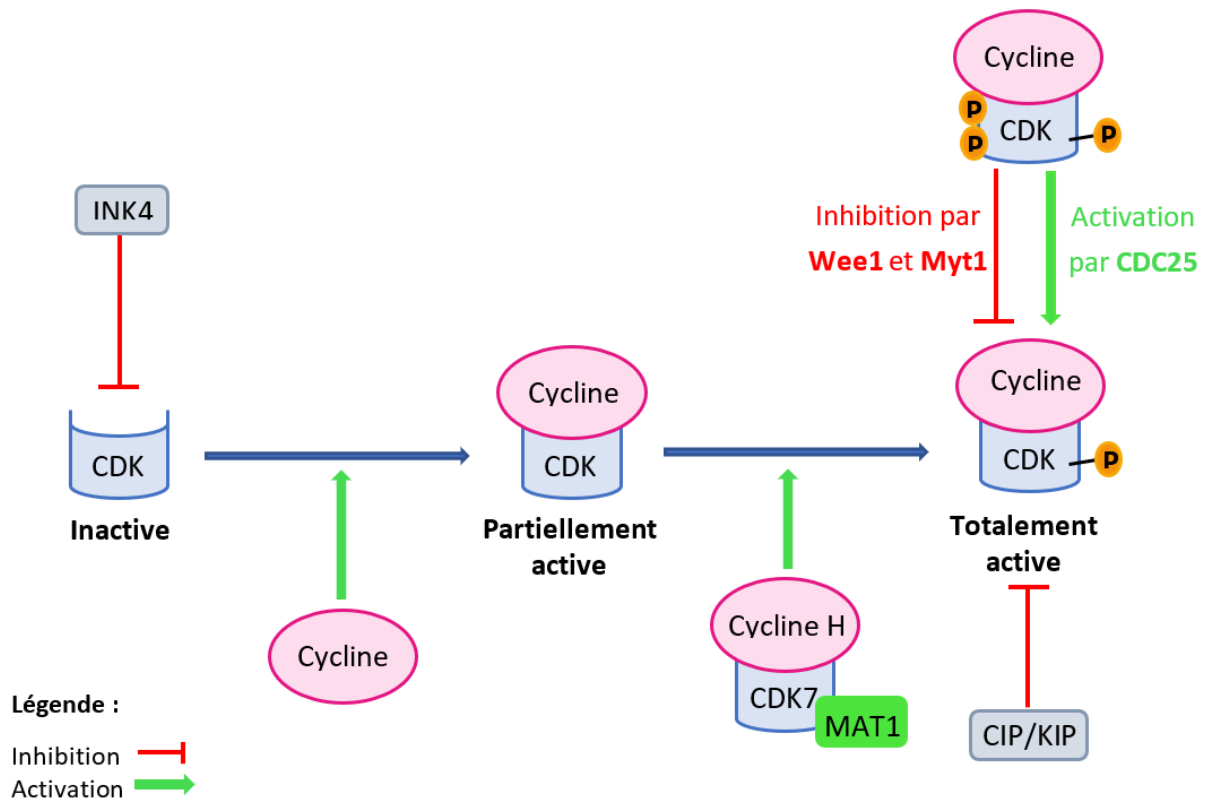 Cycline
P
CDK
P
P
INK4
Inhibition par
Wee1 et Myt1
Activation
par CDC25
Cycline
CDK
Inactive
Cycline
CDK
Partiellement
active
Cycline
CDK
P
Totalement
active
Cycline H
CDK7
MAT1
CIP/KIP
Légende :
Inhibition
Activation